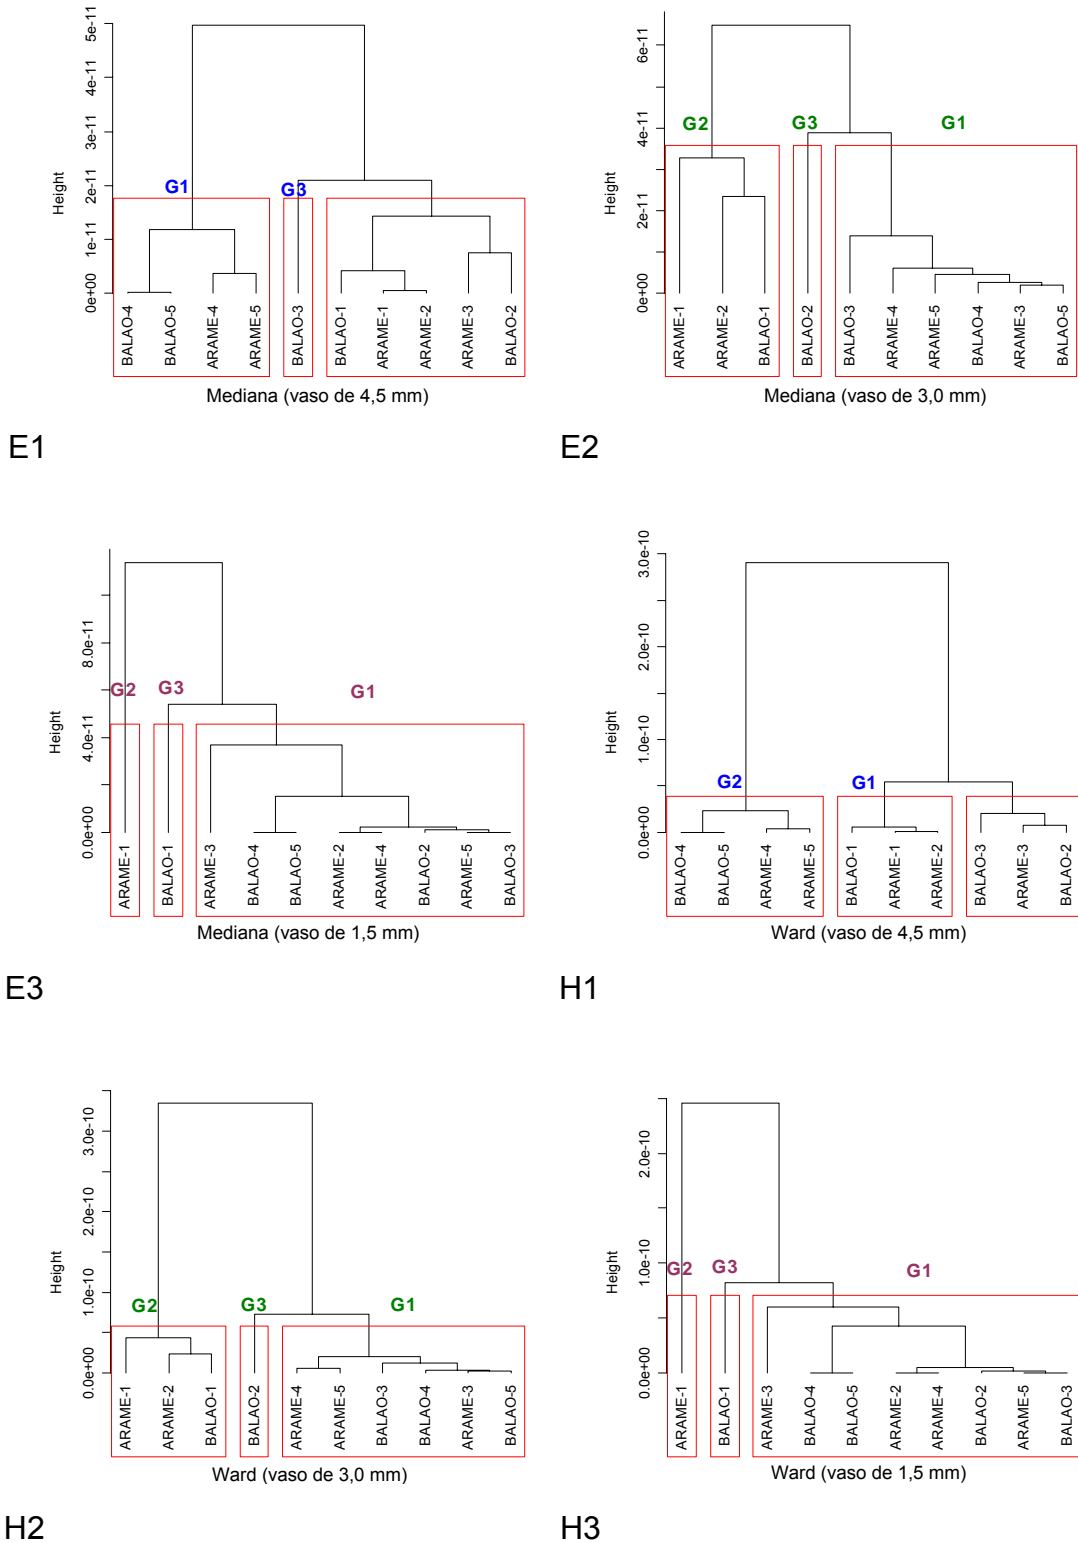 5e-11
4e-11
3e-11
2e-11
1e-11
0e+00
Height
G1
G3
BALAO-4
BALAO-5
ARAME-4
ARAME-5
BALAO-3
BALAO-1
ARAME-1
ARAME-2
ARAME-3
BALAO-2
Mediana (vaso de 4,5 mm)
E1
6e-11
4e-11
2e-11
0e+00
Height
G2
G3
G1
ARAME-1
ARAME-2
BALAO-1
BALAO-2
BALAO-3
ARAME-4
ARAME-5
BALAO-4
ARAME-3
BALAO-5
Mediana (vaso de 3,0 mm)
E2
8.0e-11
4.0e-11
0.0e+00
Height
G2
G3
G1
ARAME-1
BALAO-1
ARAME-3
BALAO-4
BALAO-5
ARAME-2
ARAME-4
BALAO-2
ARAME-5
BALAO-3
Mediana (vaso de 1,5 mm)
E3
3.0e-10
2.0e-10
1.0e-10
0.0e+00
Height
G2
G1
BALAO-4
BALAO-5
ARAME-4
ARAME-5
BALAO-1
ARAME-1
ARAME-2
BALAO-3
ARAME-3
BALAO-2
Ward (vaso de 4,5 mm)
H1
3.0e-10
2.0e-10
1.0e-10
0.0e+00
Height
G2
G3
G1
ARAME-1
ARAME-2
BALAO-1
BALAO-2
ARAME-4
ARAME-5
BALAO-3
BALAO-4
ARAME-3
BALAO-5
Ward (vaso de 3,0 mm)
H2
2.0e-10
1.0e-10
0.0e+00
Height
G2
G3
G1
ARAME-1
BALAO-1
ARAME-3
BALAO-4
BALAO-5
ARAME-2
ARAME-4
BALAO-2
ARAME-5
BALAO-3
Ward (vaso de 1,5 mm)
H3